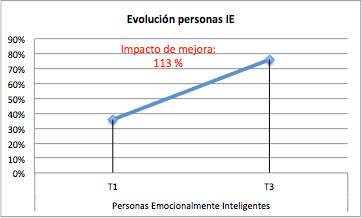 Evolución personas IE
Impacto de mejora:
113 %
90%
80%
70%
60%
50%
40%
30%
20%
10%
0%
T1 T3
Personas Emocionalmente Inteligentes